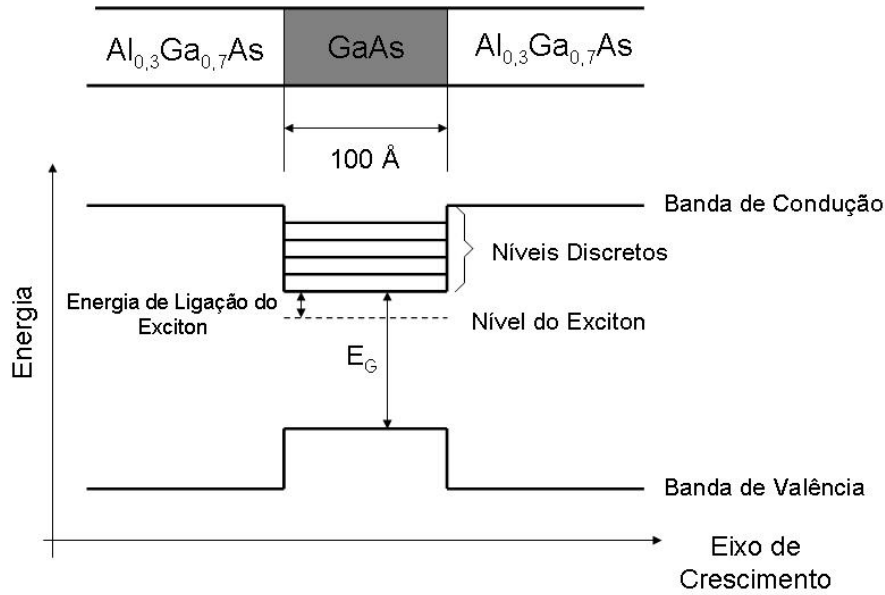 Al0,3Ga0,7As
GaAs
Al0,3Ga0,7As
100 Å
Banda de Condução
Níveis Discretos
Energia de Ligação do
Exciton
Nível do Exciton
EG
Energia
Banda de Valência
Eixo de
Crescimento